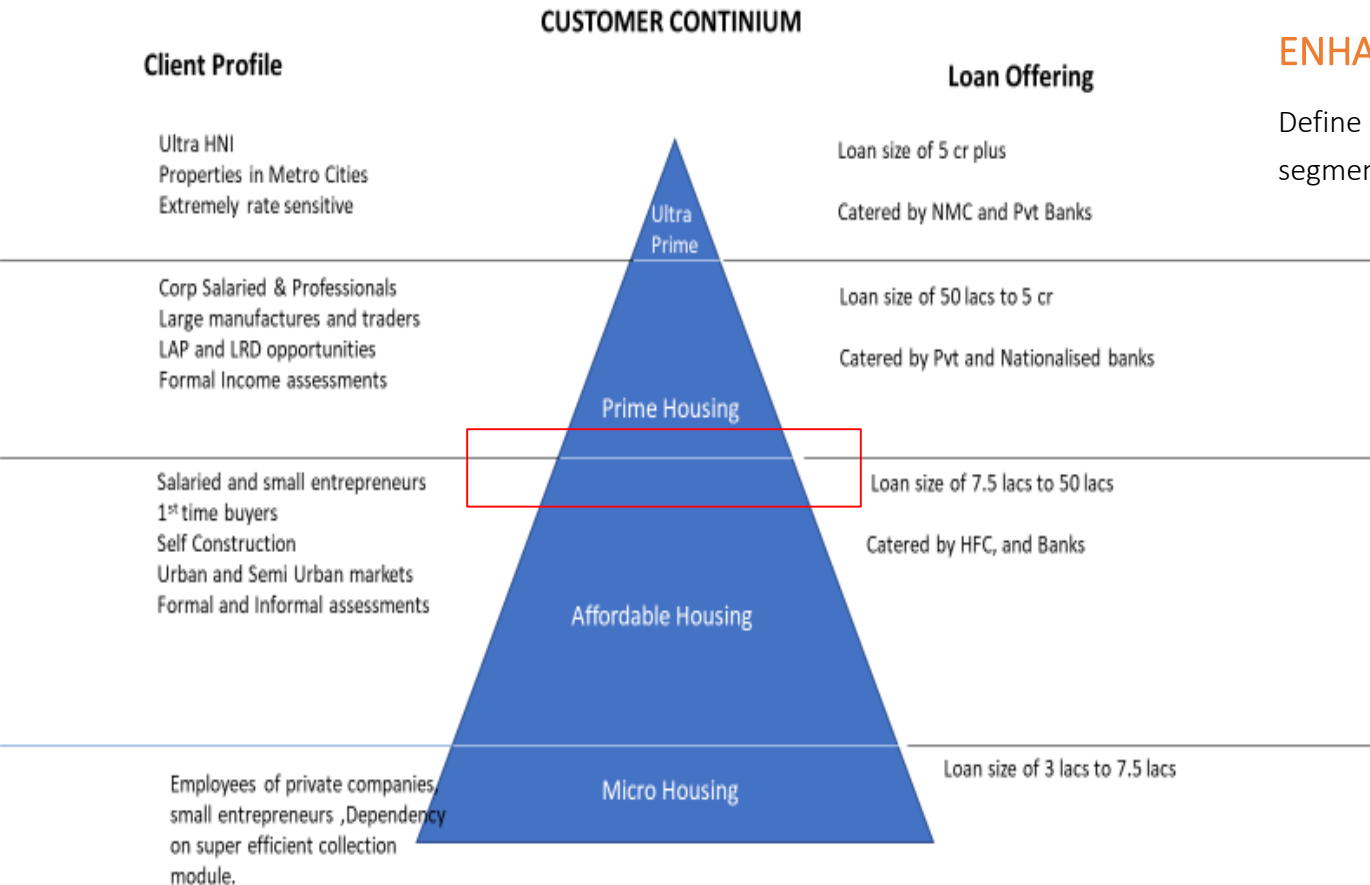 CUSTOMER CONTINIUM
Client Profile
Loan Offering
ENHA
Define
segmer
Ultra HNI
Properties in Metro Cities
Extremely rate sensitive
Ultra
Prime
Loan size of 5 cr plus
Catered by NMC and Pvt Banks
Corp Salaried & Professionals
Large manufactures and traders
LAP and LRD opportunities
Formal Income assessments
Prime Housing
Loan size of 50 lacs to 5 cr
Catered by Pvt and Nationalised banks
Salaried and small entrepreneurs
1st time buyers
Self Construction
Urban and Semi Urban markets
Formal and Informal assessments
Affordable Housing
Loan size of 7.5 lacs to 50 lacs
Catered by HFC, and Banks
Employees of private companies,
small entrepreneurs ,Dependency
on super efficient collection
module.
Micro Housing
Loan size of 3 lacs to 7.5 lacs